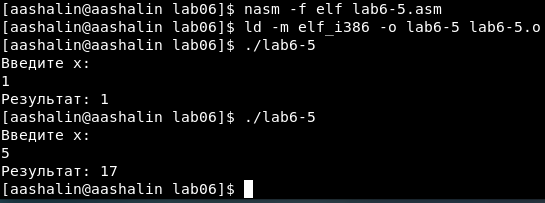 [aashalin@aashalin lab06]$ nasm -f elf lab6-5.asm
[aashalin@aashalin lab06]$ ld -m elf_i386 -o lab6-5 lab6-5.o
[aashalin@aashalin lab06]$ ./lab6-5
Введите x:
1
Результат: 1
[aashalin@aashalin lab06]$ ./lab6-5
Введите x:
5
Результат: 17
[aashalin@aashalin lab06]$